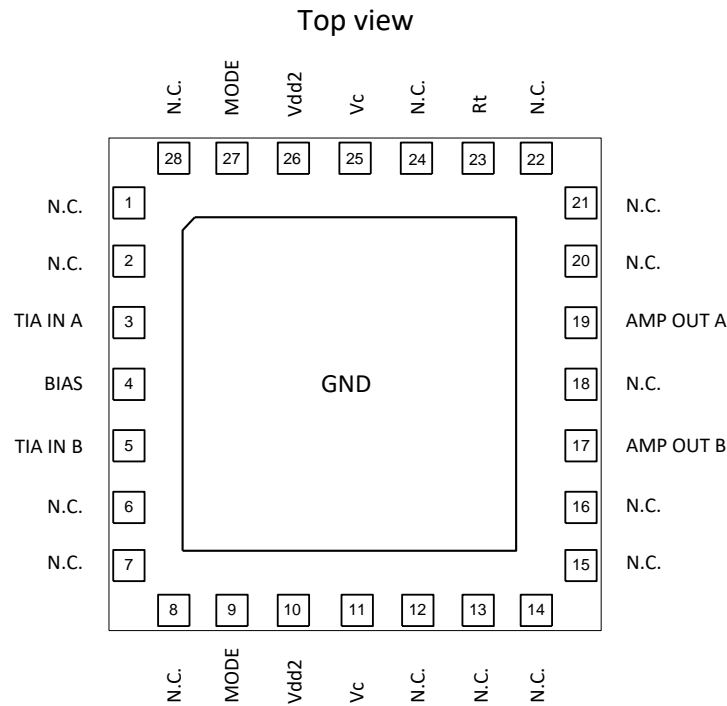 Top view
N.C. MODE Vdd2 Vc N.C. Rt N.C.
28 27 26 25 24 23 22
N.C. 1 21 N.C.
N.C. 2 20 N.C.
TIA IN A 3 19 AMP OUT A
BIAS 4 GND 18 N.C.
TIA IN B 5 17 AMP OUT B
N.C. 6 16 N.C.
N.C. 7 15 N.C.
8 9 10 11 12 13 14
N.C. MODE Vdd2 Vc N.C. N.C. N.C.